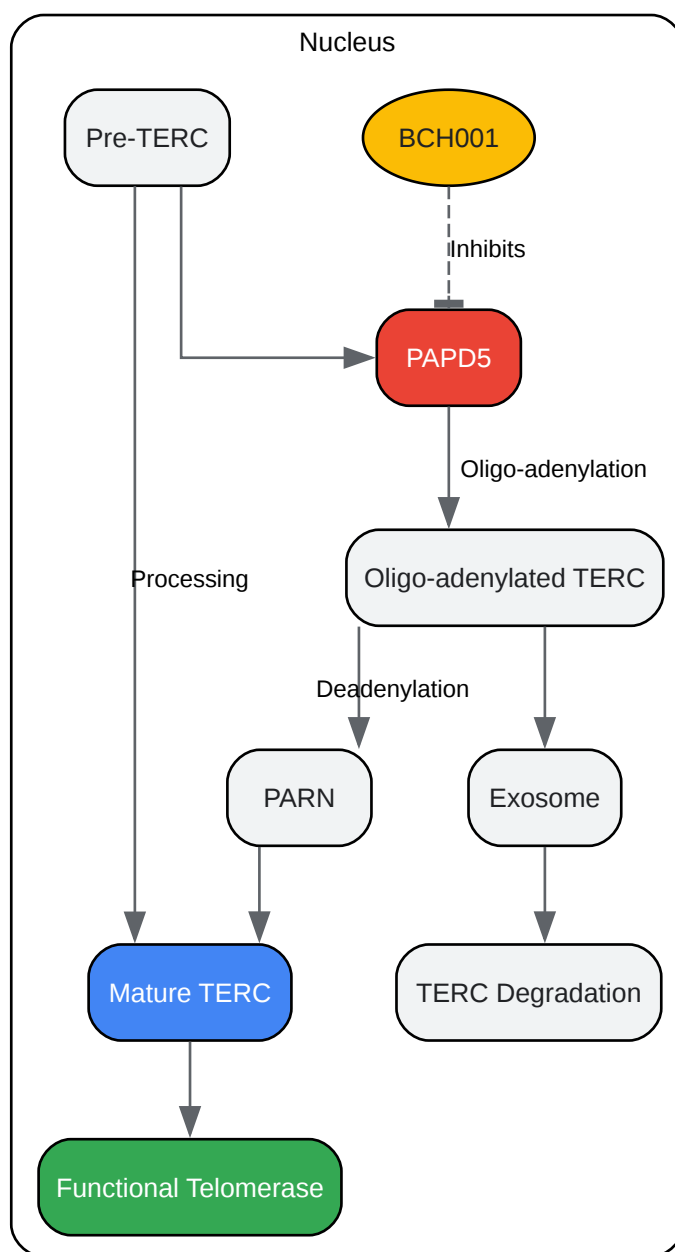 Nucleus
Pre-TERC
BCH001
Inhibits
PAPD5
Oligo-adenylation
Oligo-adenylated TERC
Processing
Deadenylation
PARN
Exosome
Mature TERC
TERC Degradation
Functional Telomerase